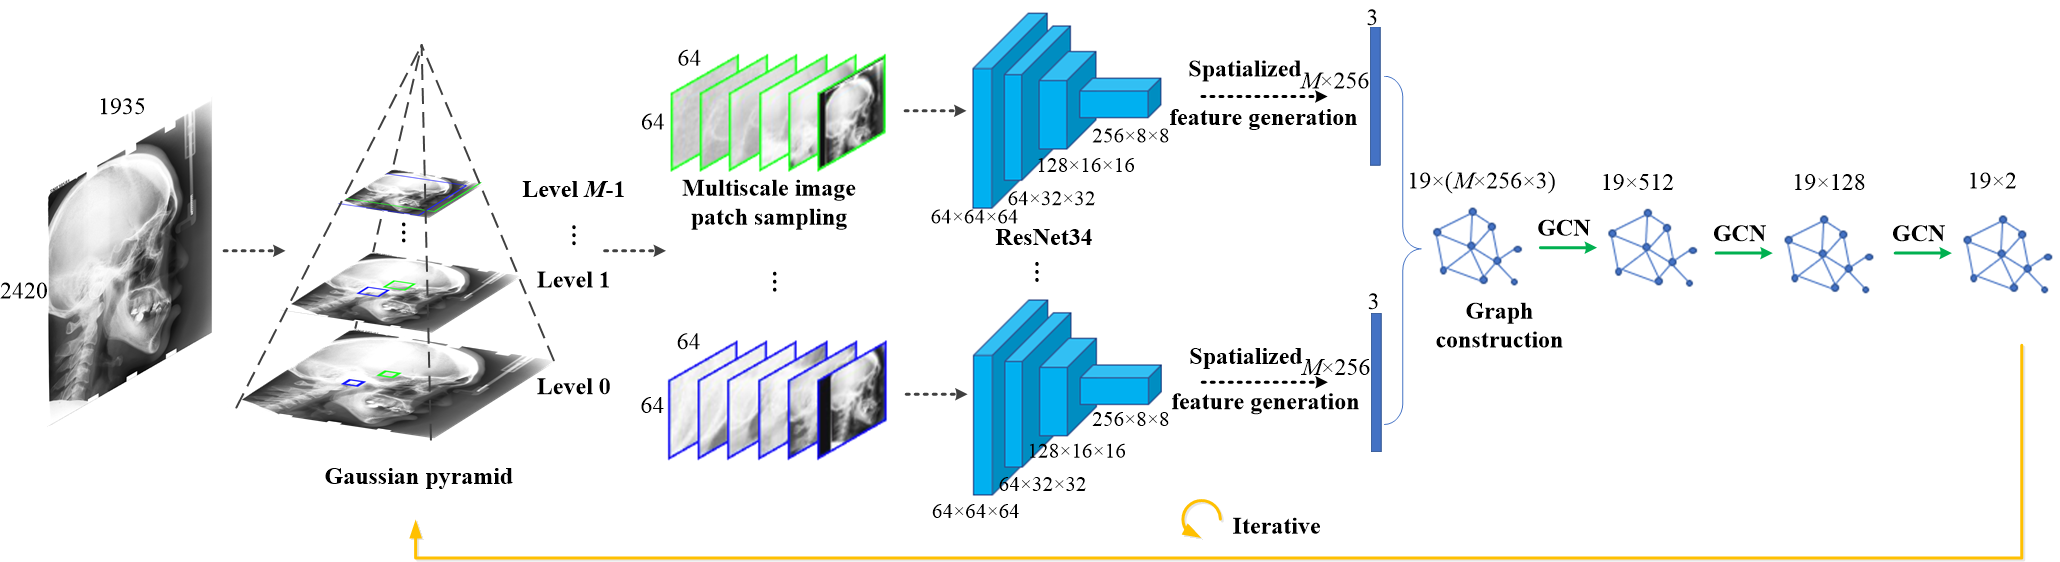 1935
2420
Gaussian pyramid
Level M-1
⋮
Level 1
Level 0
64
64
Multiscale image
patch sampling
⋮
64
64
64×64×64
64×32×32
128×16×16
256×8×8
ResNet34
⋮
64×64×64
64×32×32
128×16×16
256×8×8
Spatialized
feature generation
M×256
3
Spatialized
feature generation
M×256
3
19×(M×256×3)
Graph
construction
GCN
19×512
GCN
19×128
GCN
19×2
Iterative